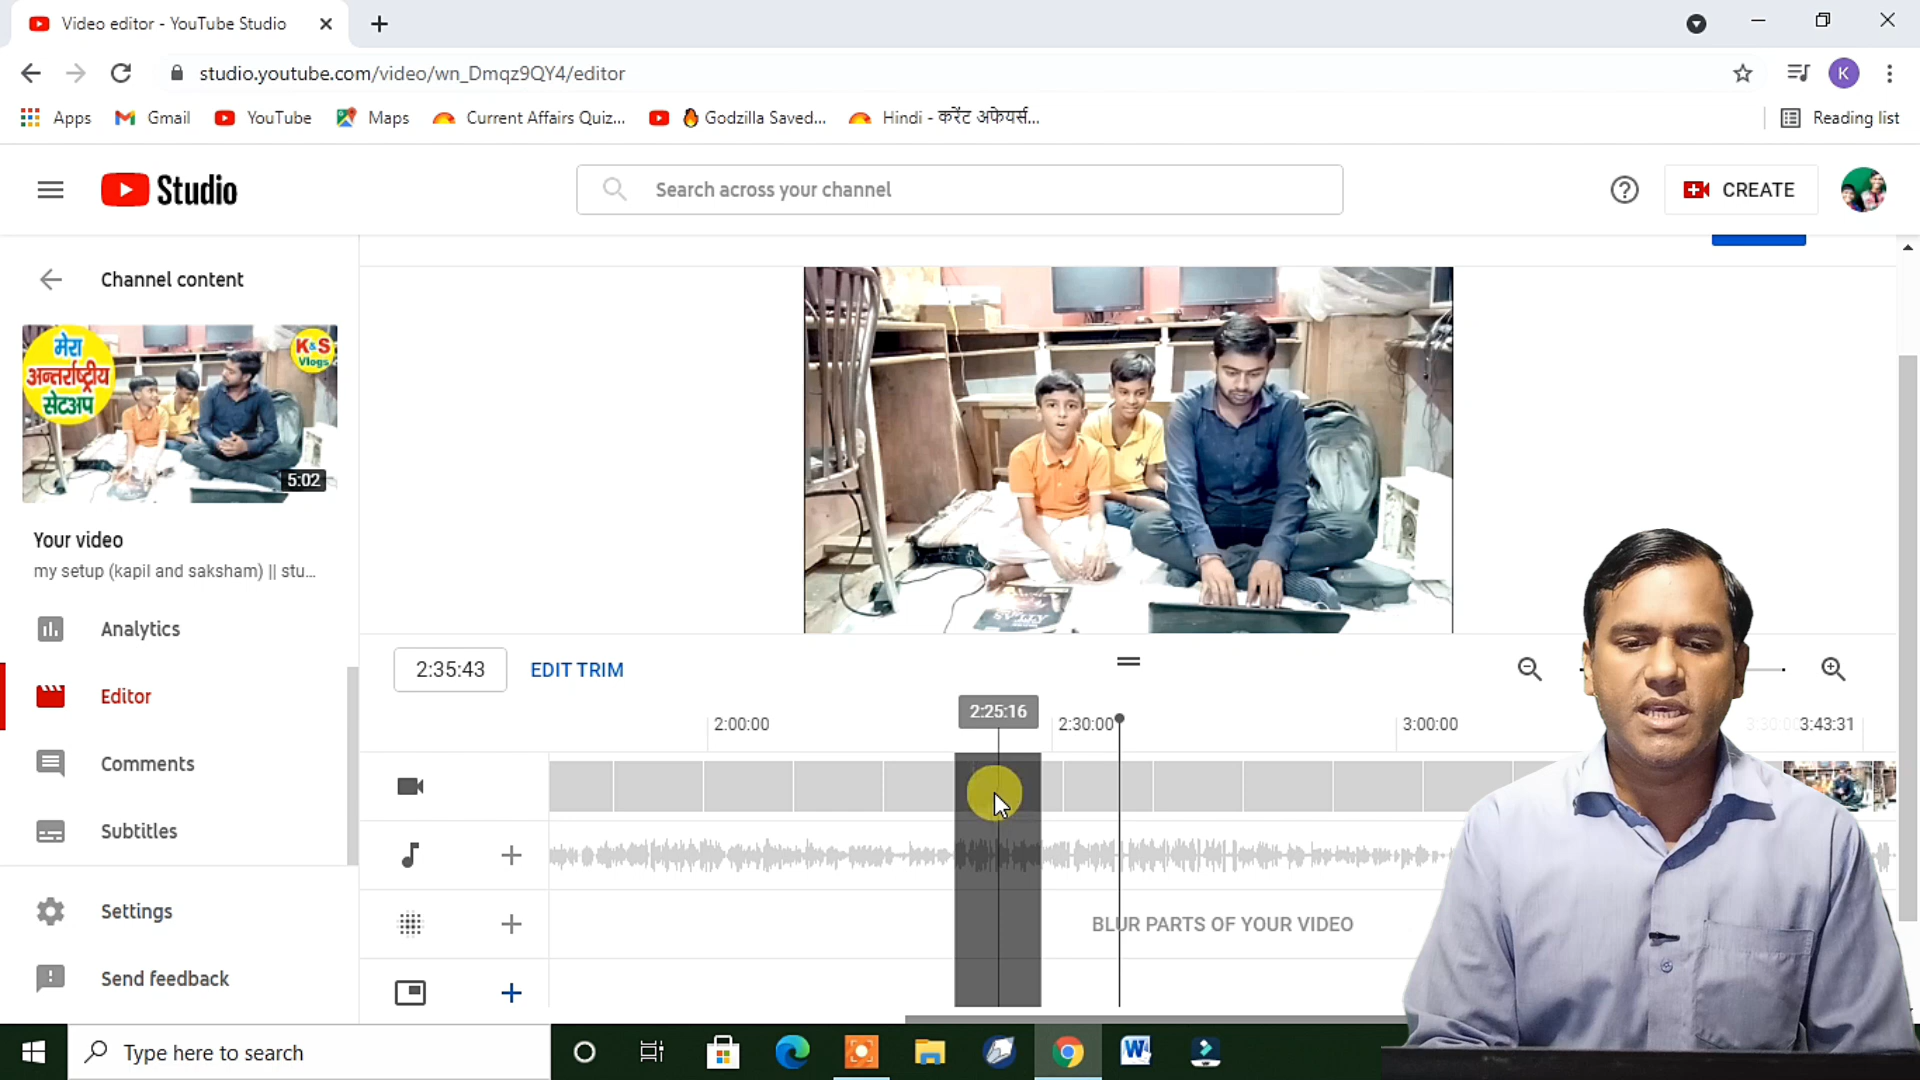 Video editor - YouTube Studio
studio.youtube.com/video/wn_Dmqz9QY4/editor
Apps
Gmail
YouTube
Maps
Current Affairs Quiz...
Godzilla Saved...
Hindi - करेंट अफेयर्स...
Reading list
K
Studio
Search across your channel
CREATE
Channel content
मेरा
अन्तर्राष्ट्रीय
सेटअप
K&S
Vlogs
5:02
Your video
my setup (kapil and saksham) || stu...
Analytics
Editor
Comments
Subtitles
Settings
Send feedback
2:35:43
EDIT TRIM
2:25:16
2:00:00
2:30:00
3:00:00
3:30:00
3:43:31
BLUR PARTS OF YOUR VIDEO
Type here to search